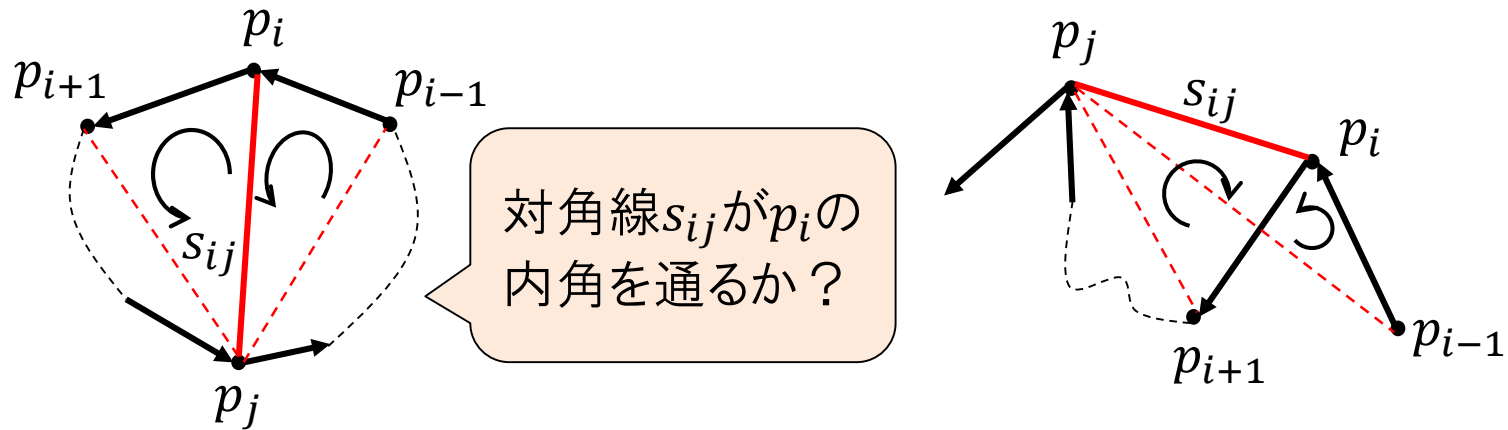 p_i
p_{i+1}
p_{i-1}
s_{ij}
p_j
対角線s_{ij}がp_iの
内角を通るか？
p_j
s_{ij}
p_i
p_{i+1}
p_{i-1}